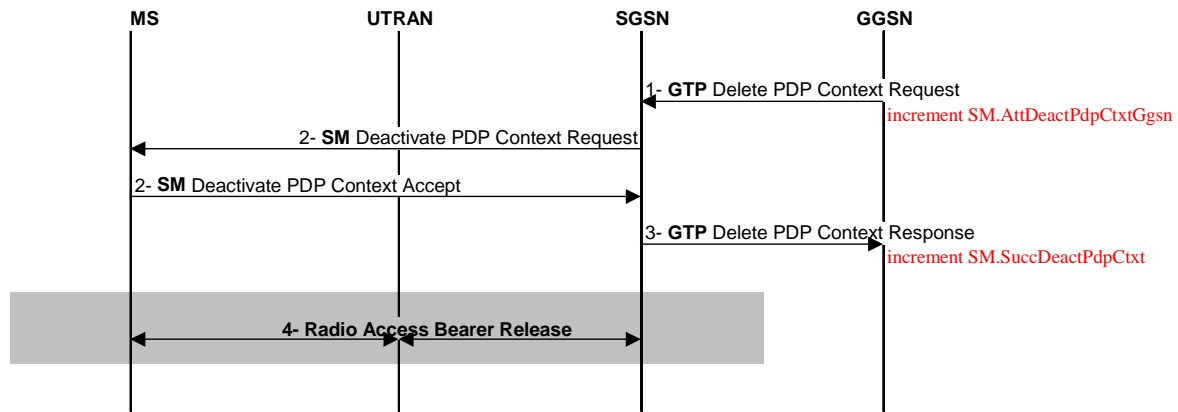 MS UTRAN SGSN GGSN
1- GTP Delete PDP Context Request
increment SM.AttDeactPdpCtxtGgsn
2- SM Deactivate PDP Context Request
2- SM Deactivate PDP Context Accept
3- GTP Delete PDP Context Response
increment SM.SuccDeactPdpCtxt
4- Radio Access Bearer Release